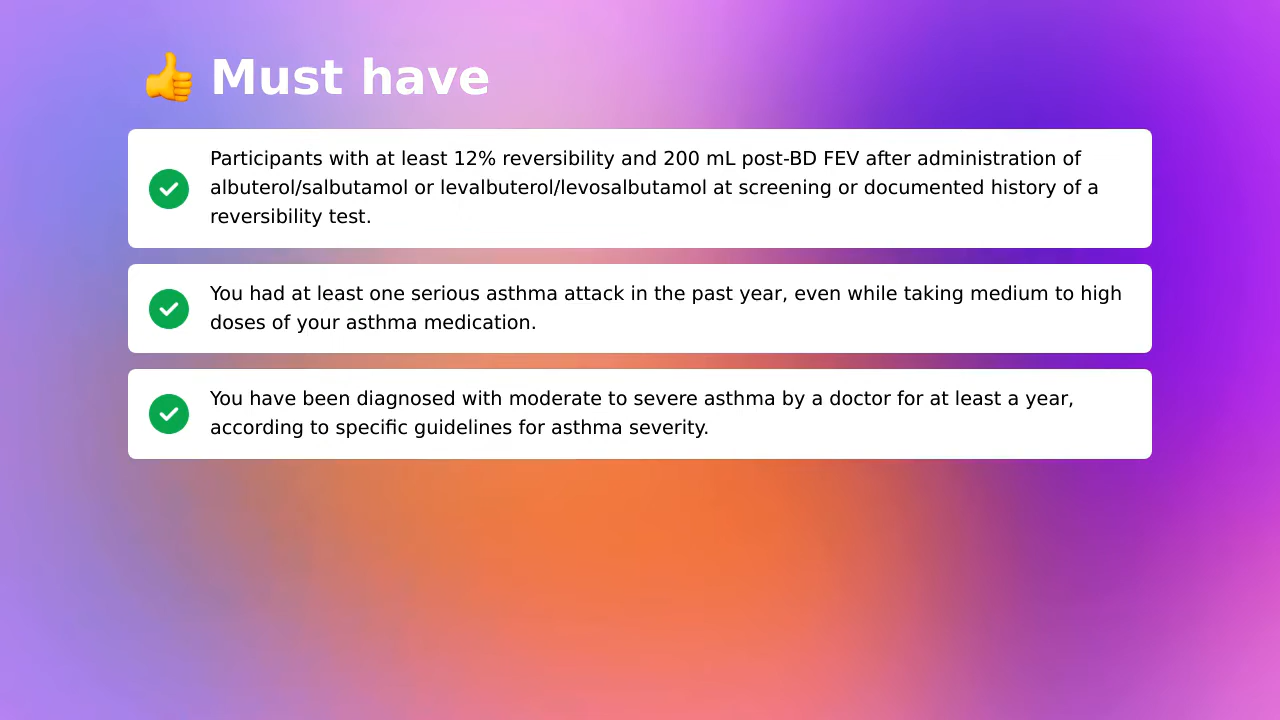 👍 Must have
Participants with at least 12% reversibility and 200 mL post-BD FEV after administration of
albuterol/salbutamol or levalbuterol/levosalbutamol at screening or documented history of a
reversibility test.
You had at least one serious asthma attack in the past year, even while taking medium to high
doses of your asthma medication.
You have been diagnosed with moderate to severe asthma by a doctor for at least a year,
according to specific guidelines for asthma severity.